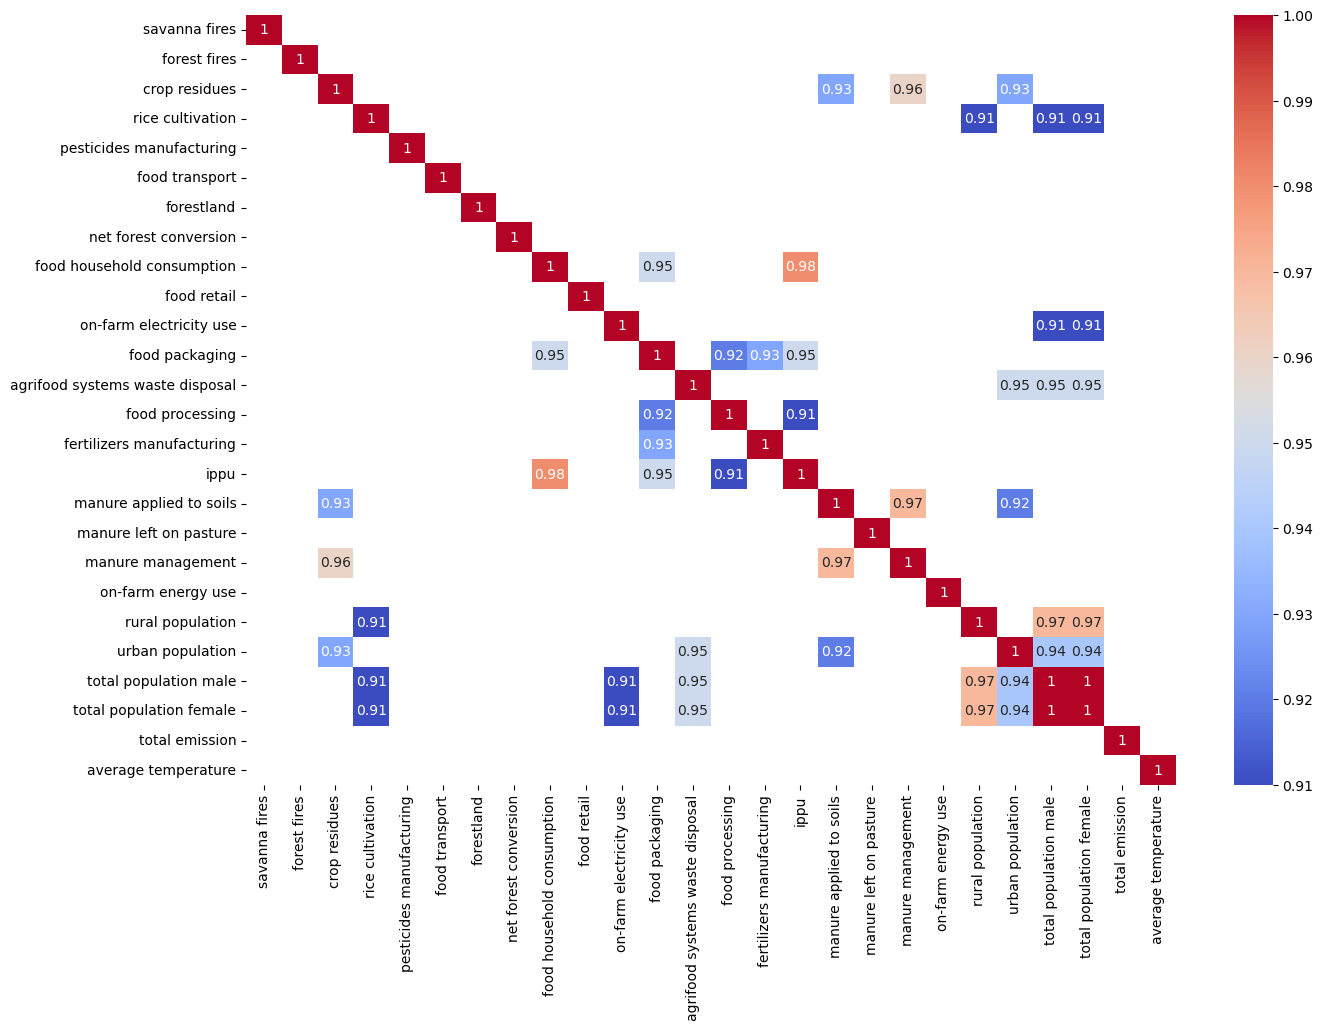 savanna fires 1 1.00
forest fires 1
crop residues 1 0.93 0.96 0.93 0.99
rice cultivation 1 0.91 0.91 0.91
pesticides manufacturing 1
food transport 1 0.98
forestland 1
net forest conversion 1
food household consumption 1 0.95 0.98 0.97
food retail 1
on-farm electricity use 1 0.91 0.91
food packaging 0.95 1 0.92 0.93 0.95 0.96
agrifood systems waste disposal 1 0.95 0.95 0.95
food processing 0.92 1 0.91
fertilizers manufacturing 0.93 1 0.95
ippu 0.98 0.95 0.91 1
manure applied to soils 0.93 1 0.97 0.92
manure left on pasture 1 0.94
manure management 0.96 0.97 1
on-farm energy use 1
rural population 0.91 1 0.97 0.97 0.93
urban population 0.93 0.95 0.92 1 0.94 0.94
total population male 0.91 0.91 0.95 0.97 0.94 1 1
total population female 0.91 0.91 0.95 0.97 0.94 1 1 0.92
total emission 1
average temperature 1
0.91
savanna fires
forest fires
crop residues
rice cultivation
pesticides manufacturing
food transport
forestland
net forest conversion
food household consumption
food retail
on-farm electricity use
food packaging
agrifood systems waste disposal
food processing
fertilizers manufacturing
ippu
manure applied to soils
manure left on pasture
manure management
on-farm energy use
rural population
urban population
total population male
total population female
total emission
average temperature